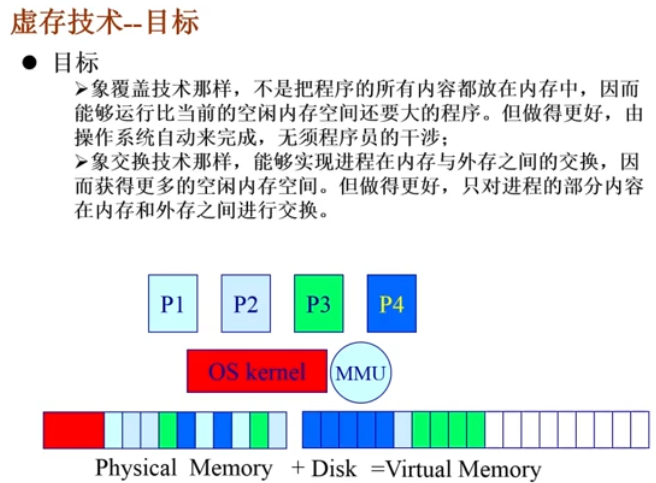 虚存技术--目标
● 目标
➢象覆盖技术那样，不是把程序的所有内容都放在内存中，因而
能够运行比当前的空闲内存空间还要大的程序。但做得更好，由
操作系统自动来完成，无须程序员的干涉；
➢象交换技术那样，能够实现进程在内存与外存之间的交换，因
而获得更多的空闲内存空间。但做得更好，只对进程的部分内容
在内存和外存之间进行交换。
P1 P2 P3 P4
OS kernel MMU
Physical Memory + Disk =Virtual Memory